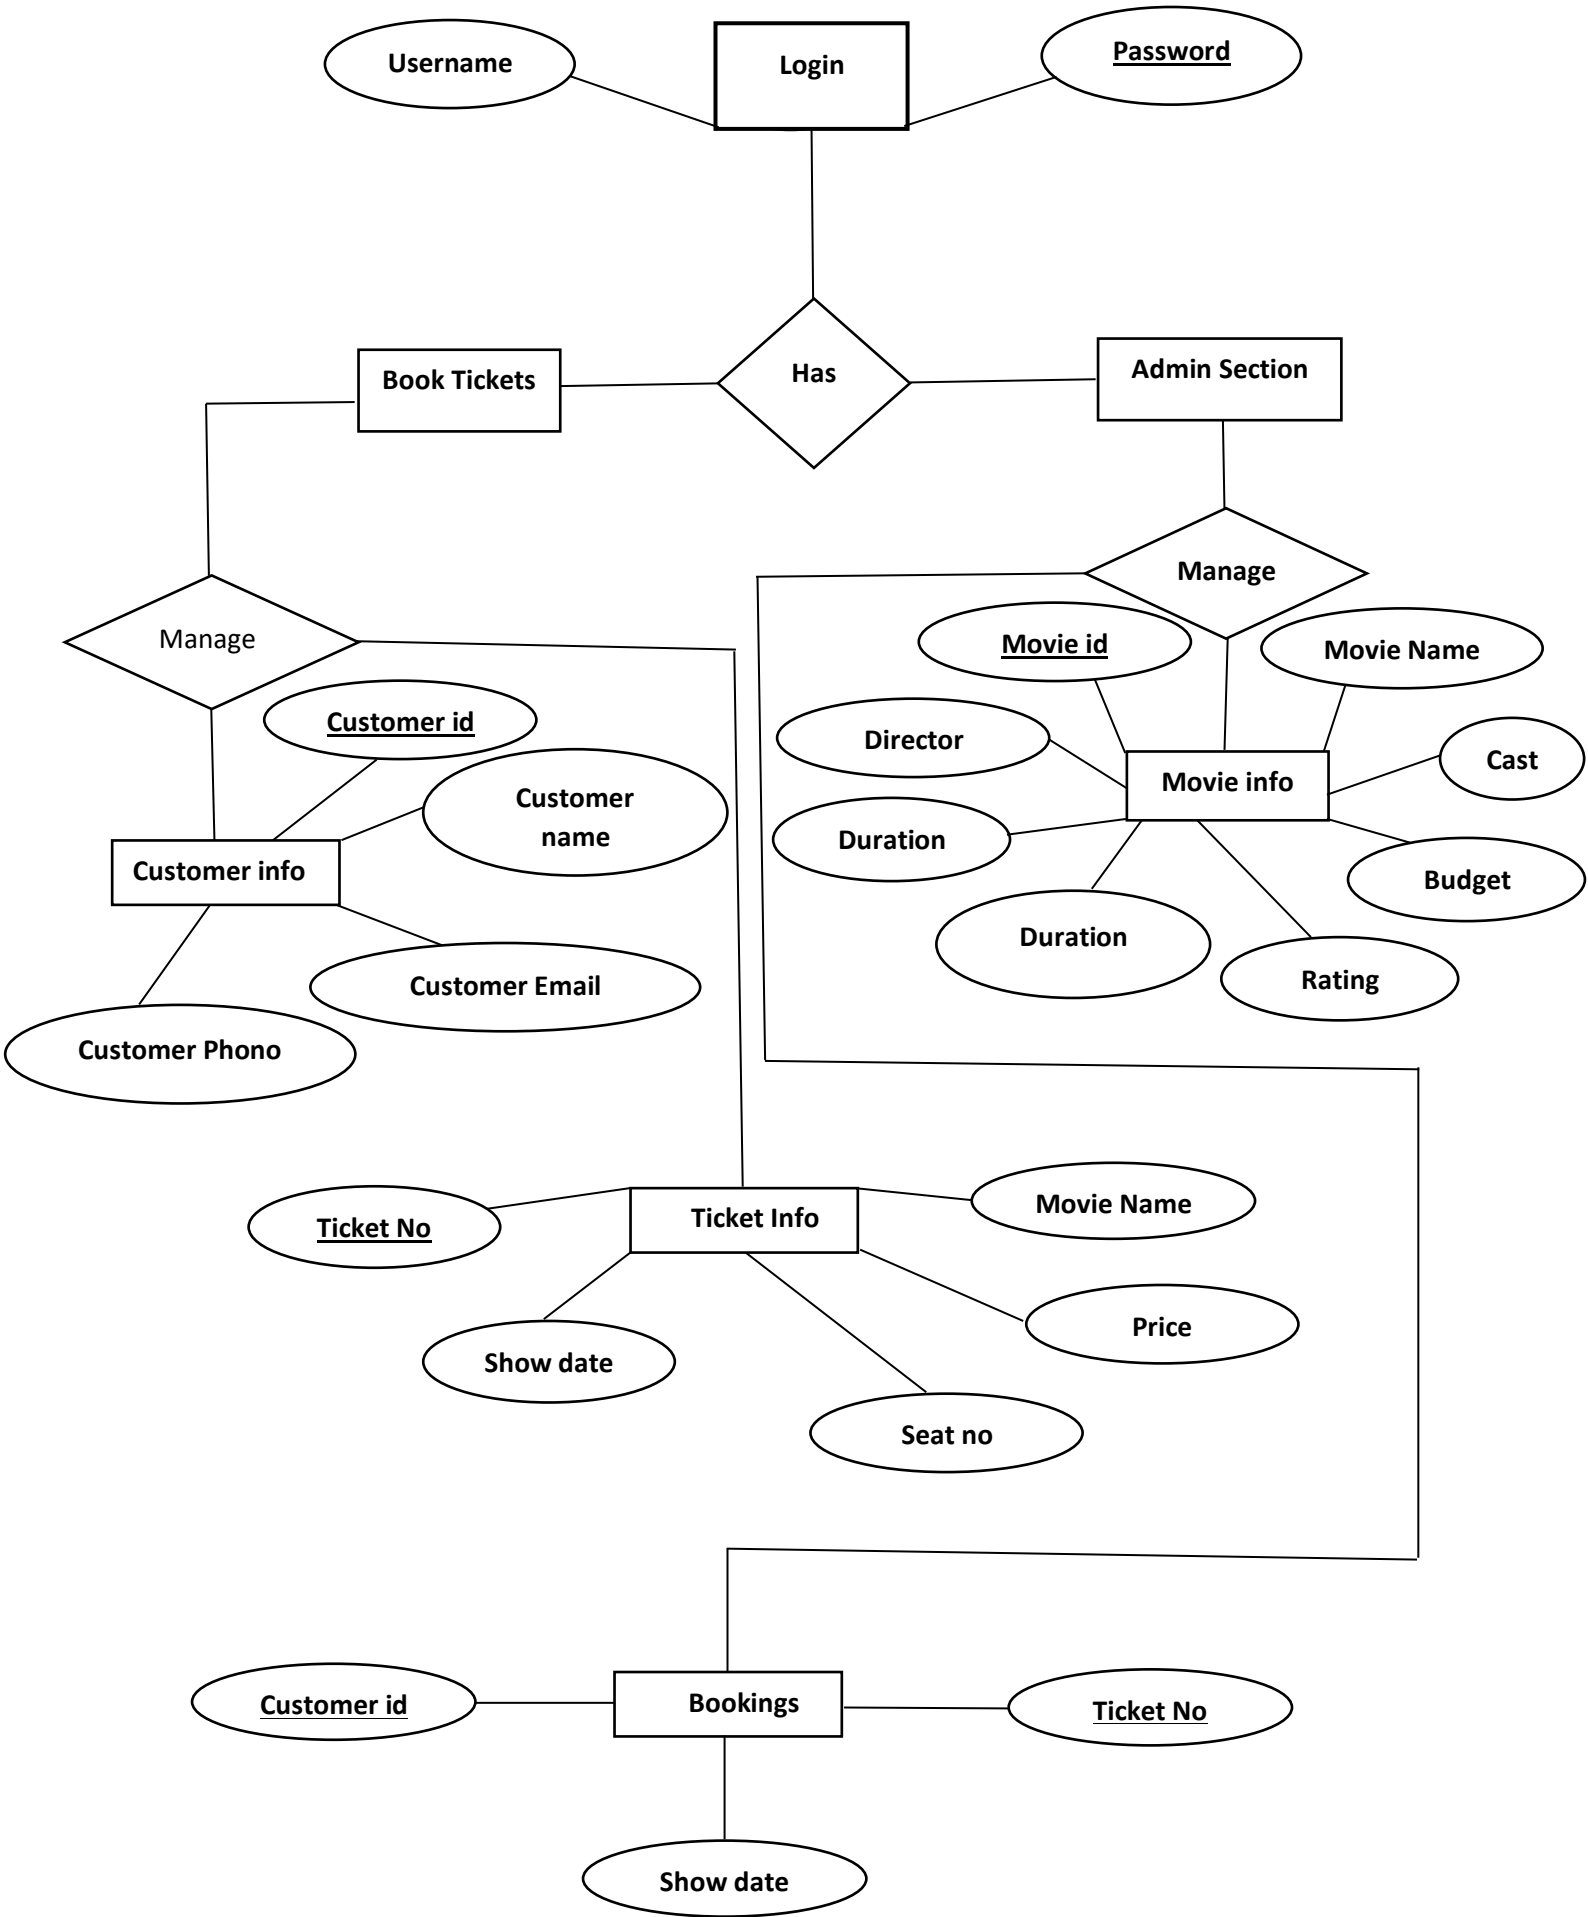 Username
Login
Password
Book Tickets
Has
Admin Section
Manage
Manage
Movie id
Movie Name
Customer id
Director
Cast
Movie info
Customer
name
Duration
Customer info
Budget
Duration
Rating
Customer Email
Customer Phono
Ticket No
Ticket Info
Movie Name
Price
Show date
Seat no
Customer id
Bookings
Ticket No
Show date